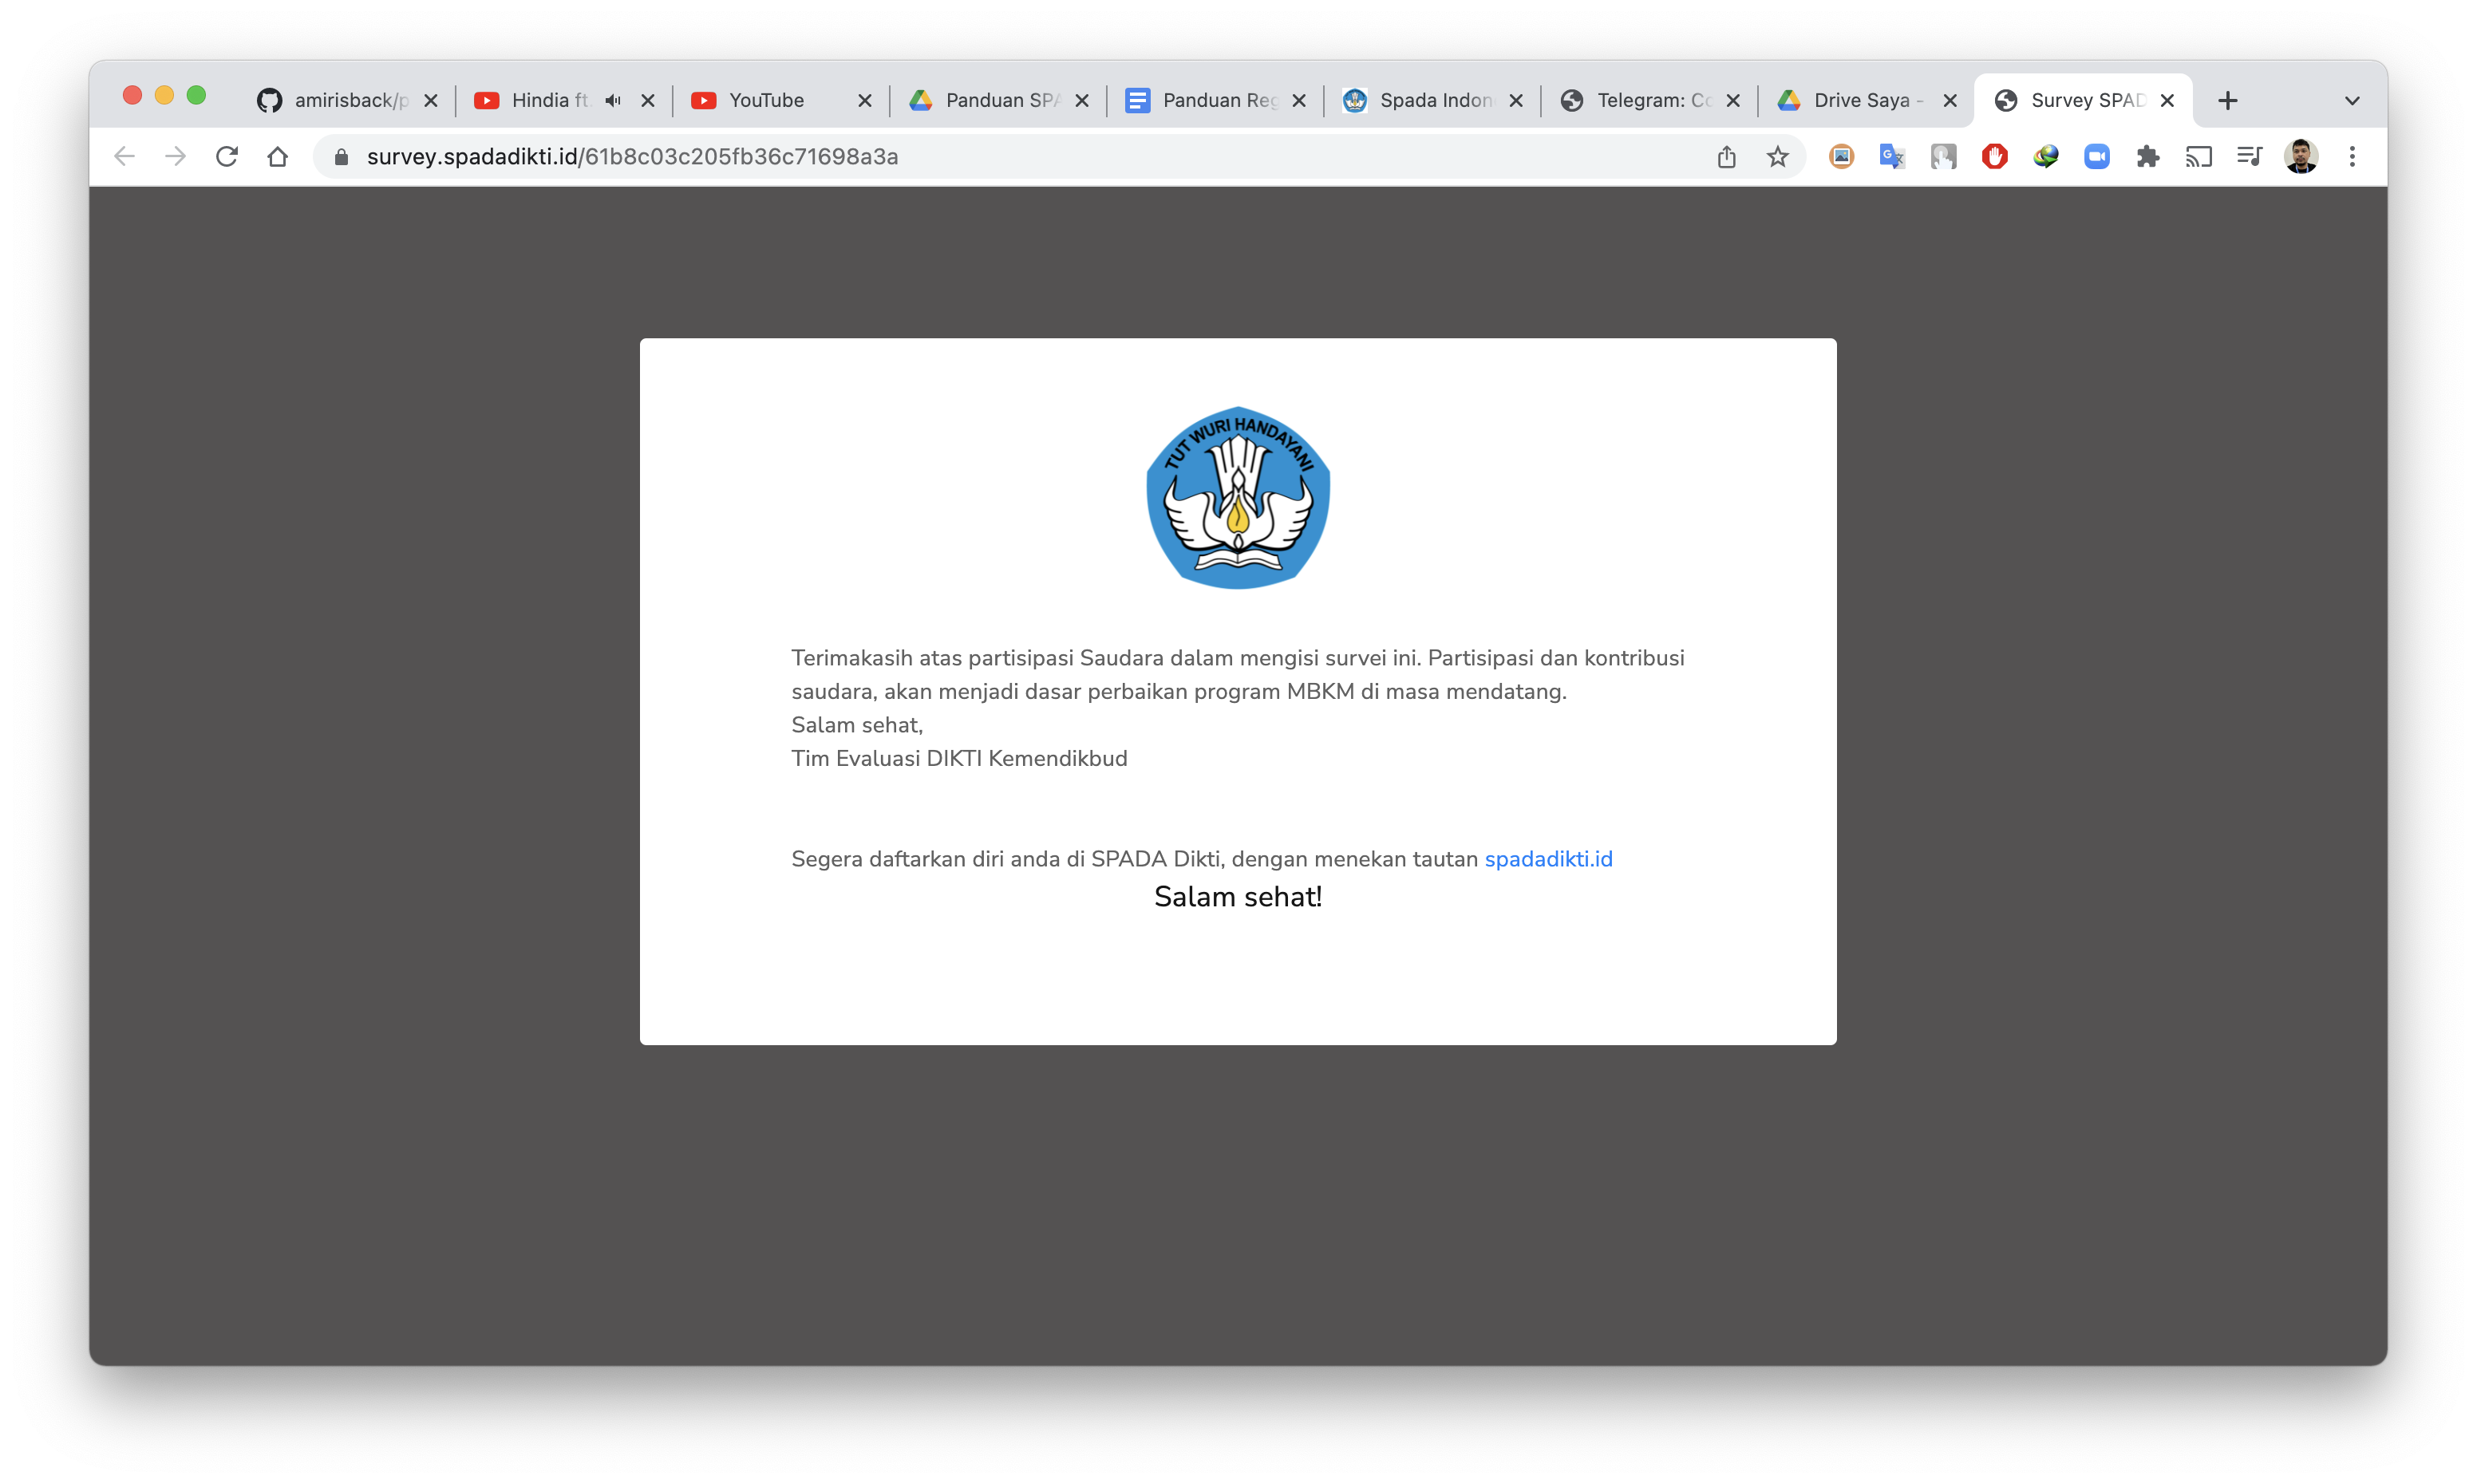 amirisback/p
Hindia ft.
YouTube
Panduan SPA
Panduan Reg
Spada Indon
Telegram: Co
Drive Saya -
Survey SPAD
survey.spadadikti.id/61b8c03c205fb36c71698a3a
TUT WURI HANDAYANI
Terimakasih atas partisipasi Saudara dalam mengisi survei ini. Partisipasi dan kontribusi
saudara, akan menjadi dasar perbaikan program MBKM di masa mendatang.
Salam sehat,
Tim Evaluasi DIKTI Kemendikbud
Segera daftarkan diri anda di SPADA Dikti, dengan menekan tautan spadadikti.id
Salam sehat!